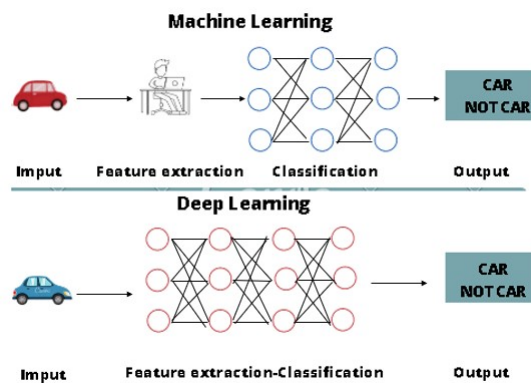 Machine Learning
CAR
NOT CAR
Imput
Feature extraction
Classification
Output
Deep Learning
CAR
NOT CAR
Imput
Feature extraction-Classification
Output